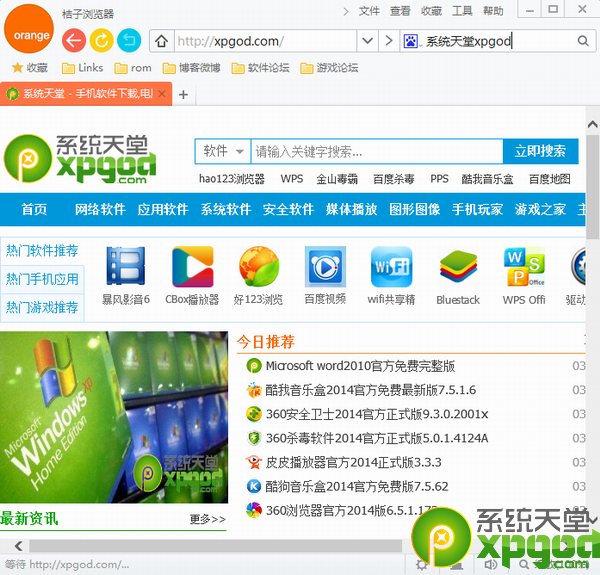 orange
桔子浏览器
文件 查看 收藏 工具 帮助
http://xpgod.com/
系统天堂xpgod
收藏 Links rom 博客微博 软件论坛 游戏论坛
系统天堂 - 手机软件下载,电
系统天堂
xpgod
.com
软件 请输入关键字搜索... 立即搜索
hao123浏览器 WPS 金山毒霸 百度杀毒 PPS 酷我音乐盒 百度地图
首页 网络软件 应用软件 系统软件 安全软件 媒体播放 图形图像 手机玩家 游戏之家 主
热门软件推荐
热门手机应用
热门游戏推荐
WiFi
W P S Office
暴风影音6 CBox播放器 好123浏览 百度视频 wifi共享精 Bluestack WPS Offi 驱动
Microsoft
Windows xp
Home Edition
系统天堂
xpgod
.com
今日推荐
Microsoft word2010官方免费完整版 03
酷我音乐盒2014官方免费最新版7.5.1.6 03
360安全卫士2014官方正式版9.3.0.2001x 03
360杀毒软件2014官方正式版5.0.1.4124A 03
皮皮播放器官方2014正式版3.3.3 03
酷狗音乐盒2014官方免费版7.5.62 03
360浏览器官方2014版6.5.1.1
最新资讯 更多>>
系统天堂
xpgod
.com
等待 http://xpgod.com/...